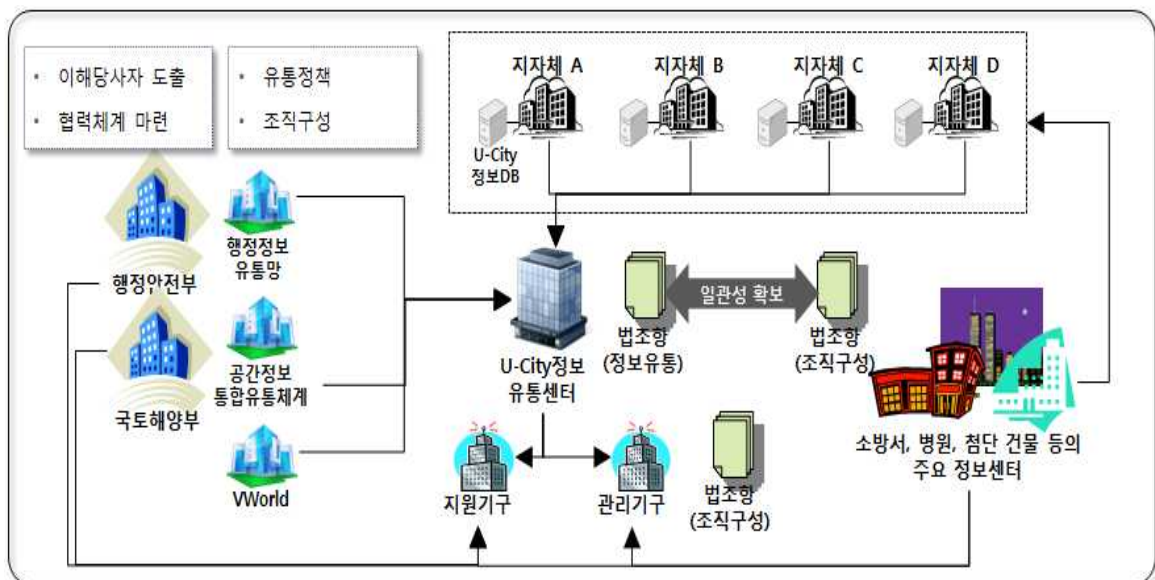 ▪ 이해당사자 도출
▪ 협력체계 마련
▪ 유통정책
▪ 조직구성
지자체 A
지자체 B
지자체 C
지자체 D
U-City
정보DB
행정안전부
행정정보
유통망
국토해양부
공간정보
통합유통체계
VWorld
U-City정보
유통센터
법조항
(정보유통)
일관성 확보
법조항
(조직구성)
소방서, 병원, 첨단 건물 등의
주요 정보센터
지원기구
관리기구
법조항
(조직구성)